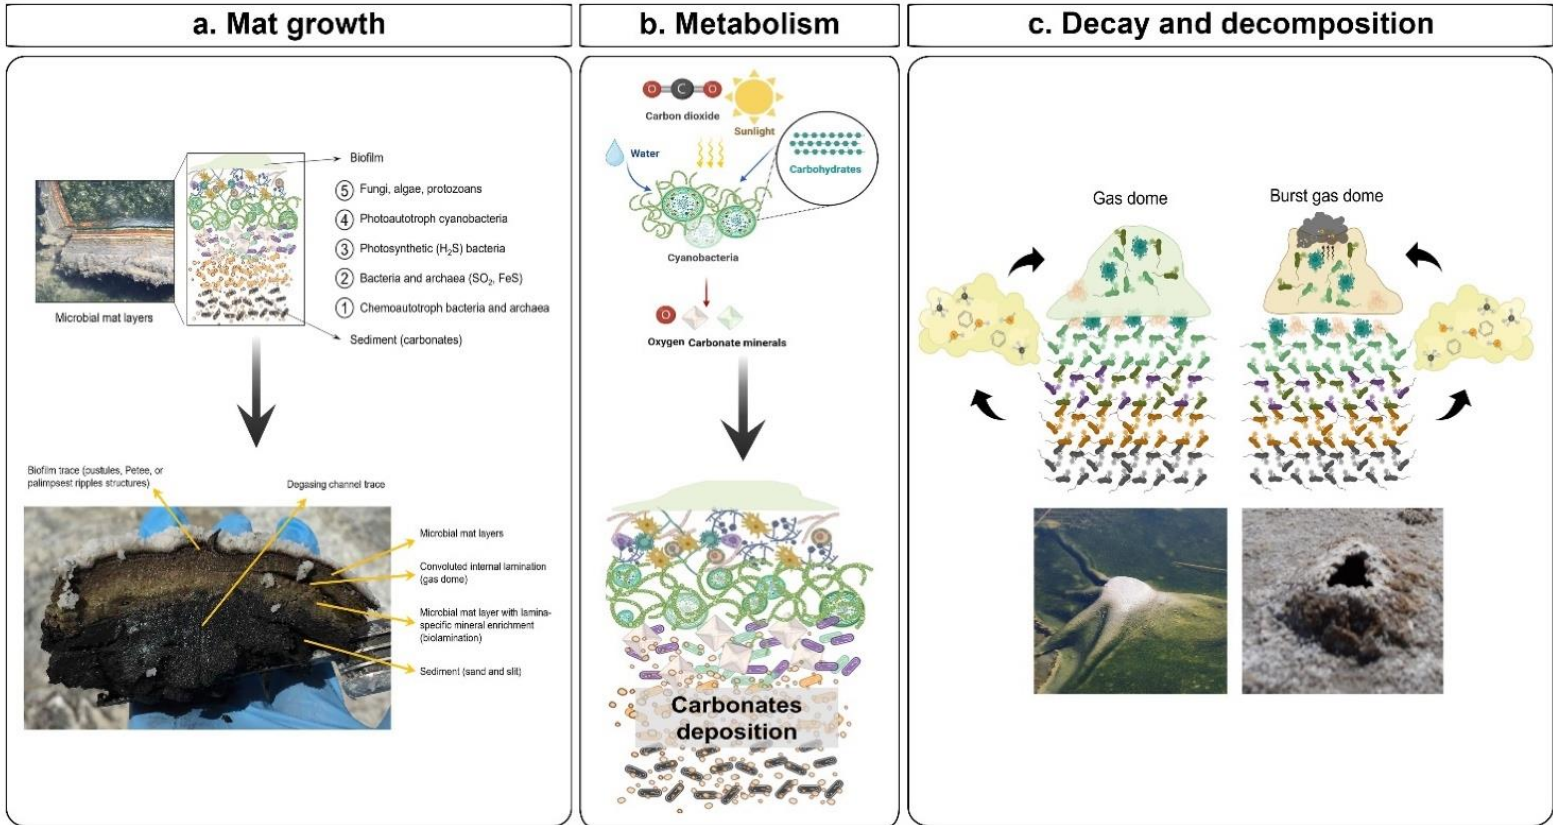 a. Mat growth
b. Metabolism
c. Decay and decomposition
Biofilm
5 Fungi, algae, protozoans
4 Photoautotroph cyanobacteria
3 Photosynthetic (H₂S) bacteria
2 Bacteria and archaea (SO₂, FeS)
1 Chemoautotroph bacteria and archaea
Sediment (carbonates)
Microbial mat layers
Biofilm trace (pustules, Petee, or
palimpsest ripples structures)
Degasing channel trace
Microbial mat layers
Convoluted internal lamination
(gas dome)
Microbial mat layer with lamina-
specific mineral enrichment
(biolamination)
Sediment (sand and slit)
O C O
Carbon dioxide
Sunlight
Water
Carbohydrates
Cyanobacteria
O
Oxygen Carbonate minerals
Carbonates
deposition
Gas dome
Burst gas dome